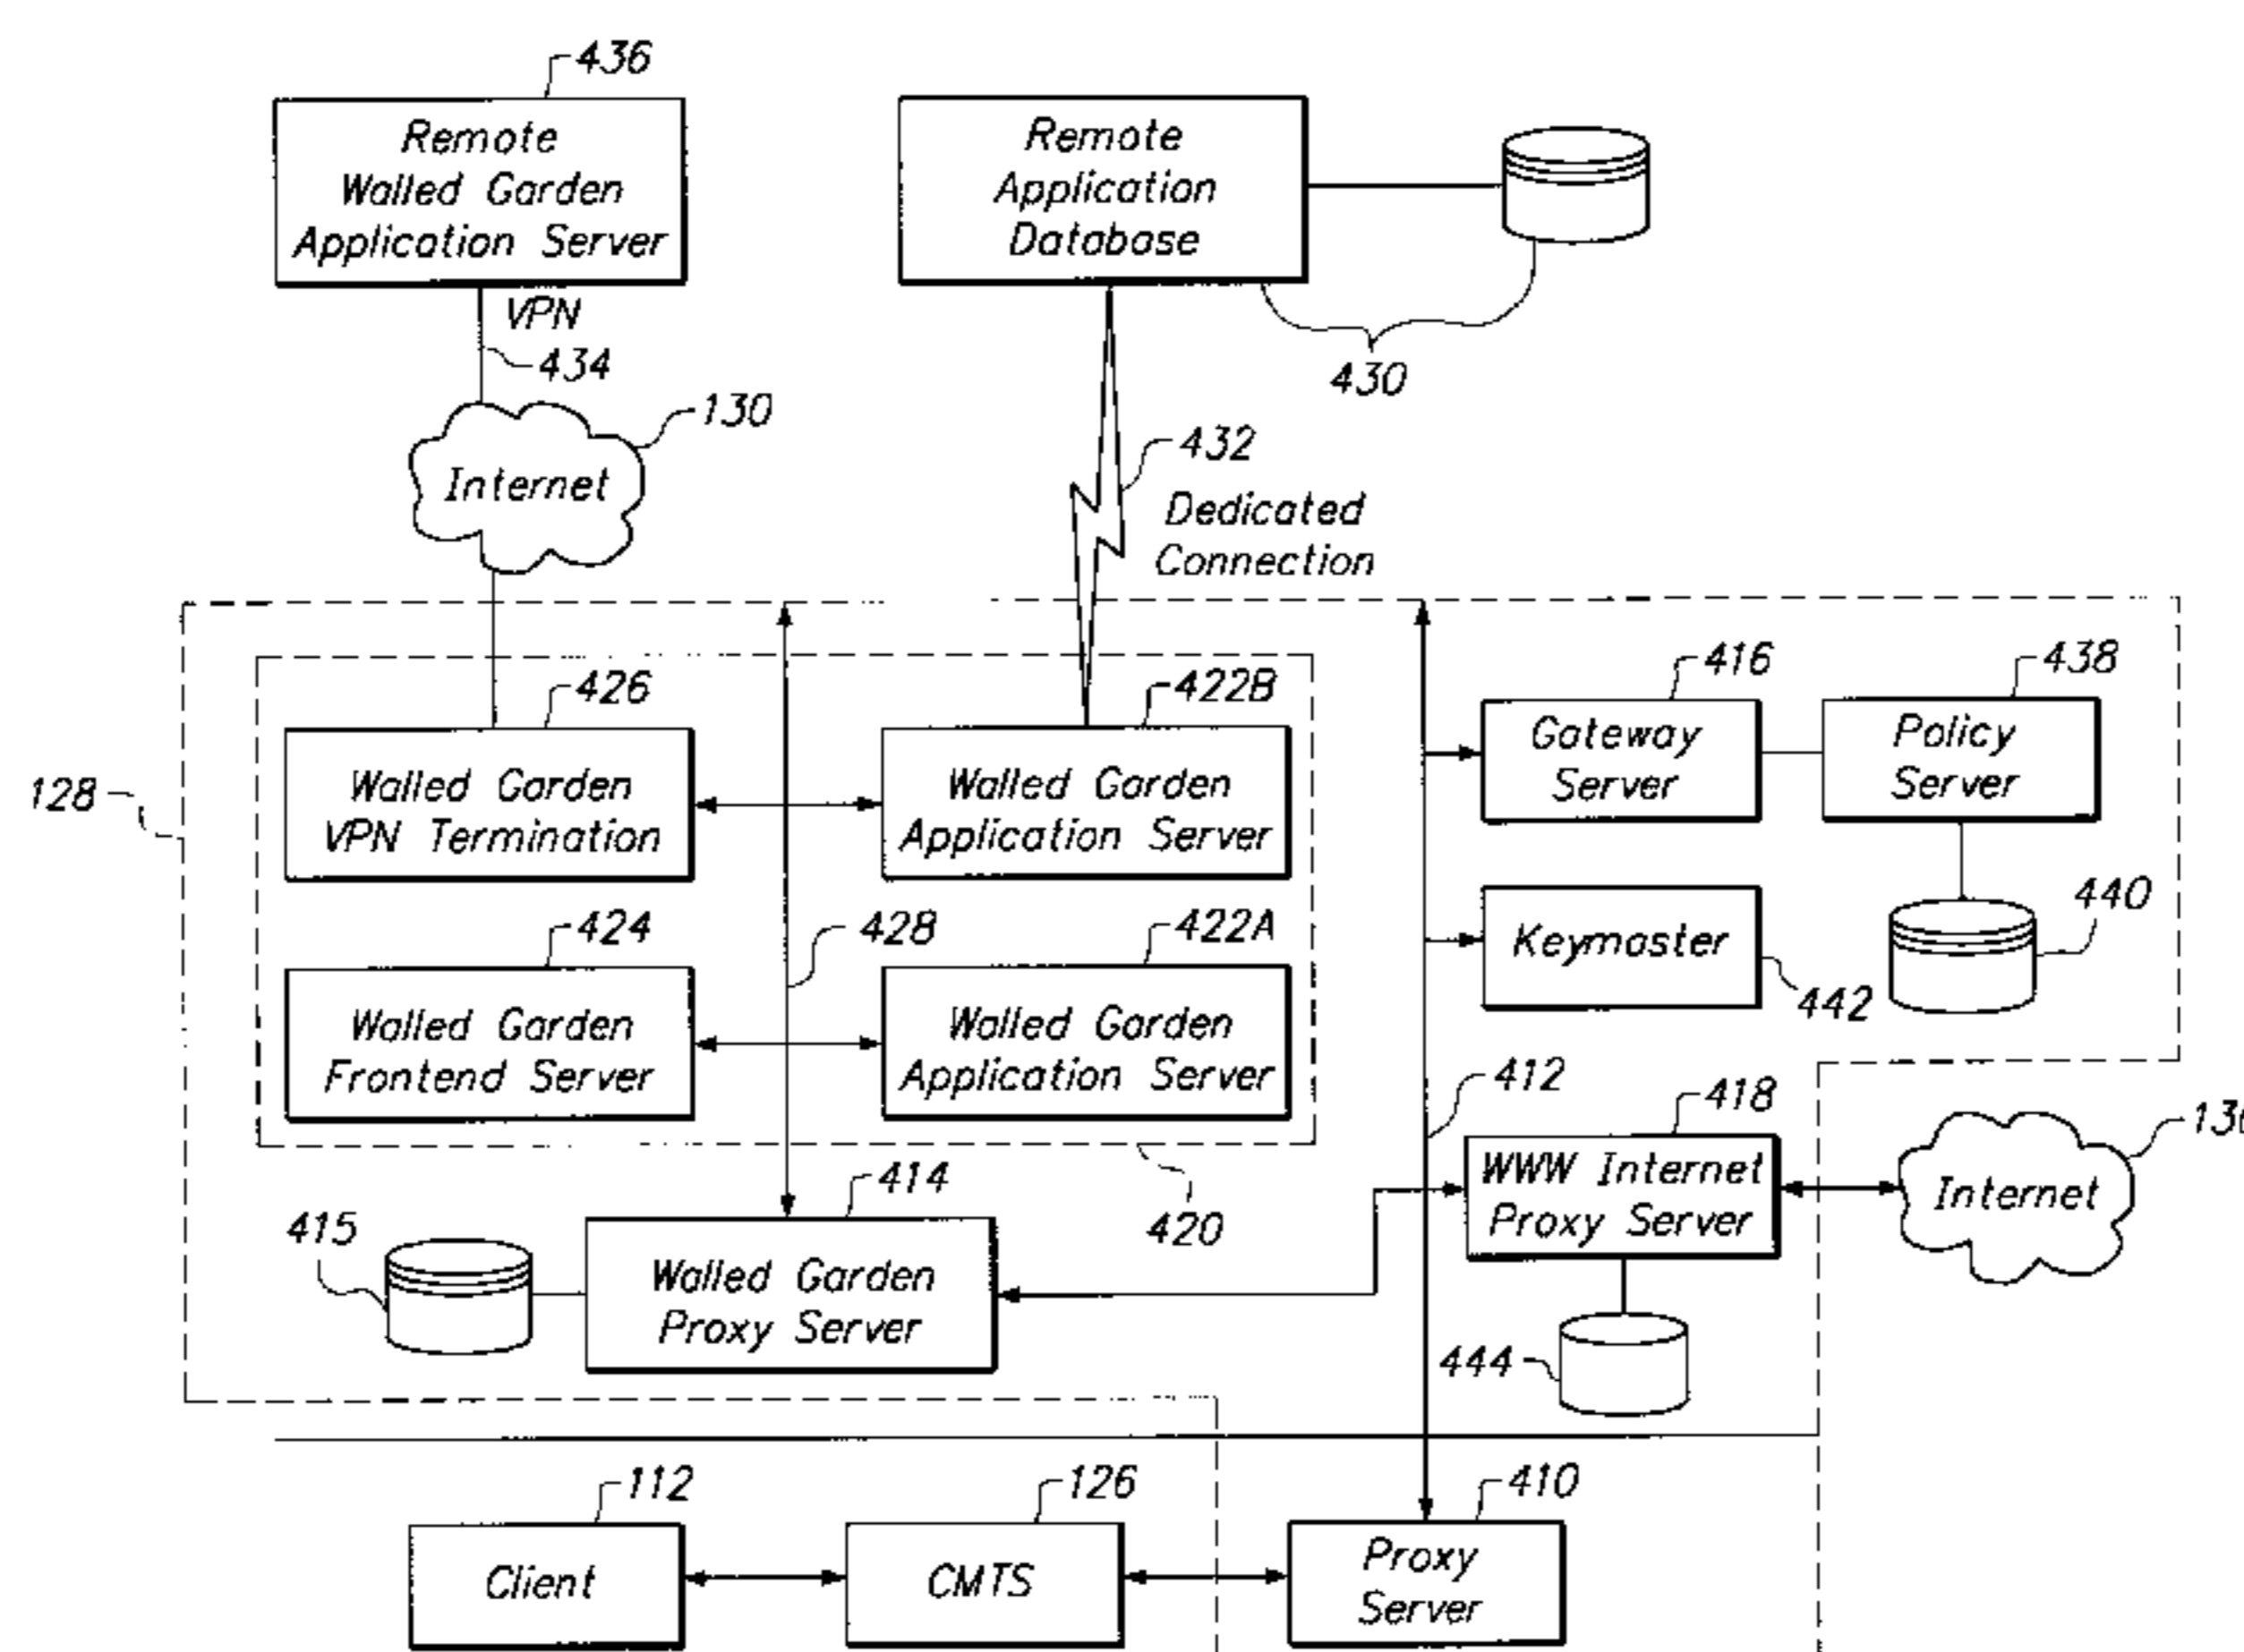 436
Remote
Walled Garden
Application Server
Remote
Application
Database
VPN
434
430
130
Internet
432
Dedicated
Connection
128
426
Walled Garden
VPN Termination
422B
Walled Garden
Application Server
416
Gateway
Server
438
Policy
Server
440
Keymaster
442
424
Walled Garden
Frontend Server
428
422A
Walled Garden
Application Server
412
418
WWW Internet
Proxy Server
Internet
420
415
414
Walled Garden
Proxy Server
444
112
Client
126
CMTS
410
Proxy
Server